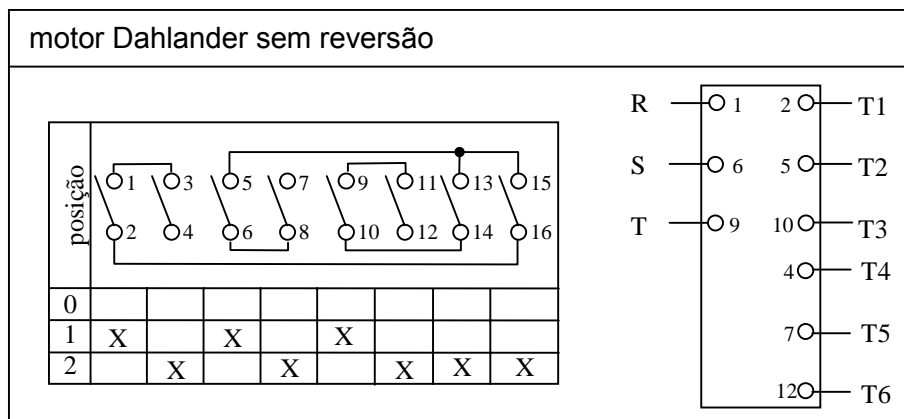 motor Dahlander sem reversão
posição
1 3 5 7 9 11 13 15
2 4 6 8 10 12 14 16
0
1 X X X
2 X X X X X
R 1 2 T1
S 6 5 T2
T 9 10 T3
4 T4
7 T5
12 T6